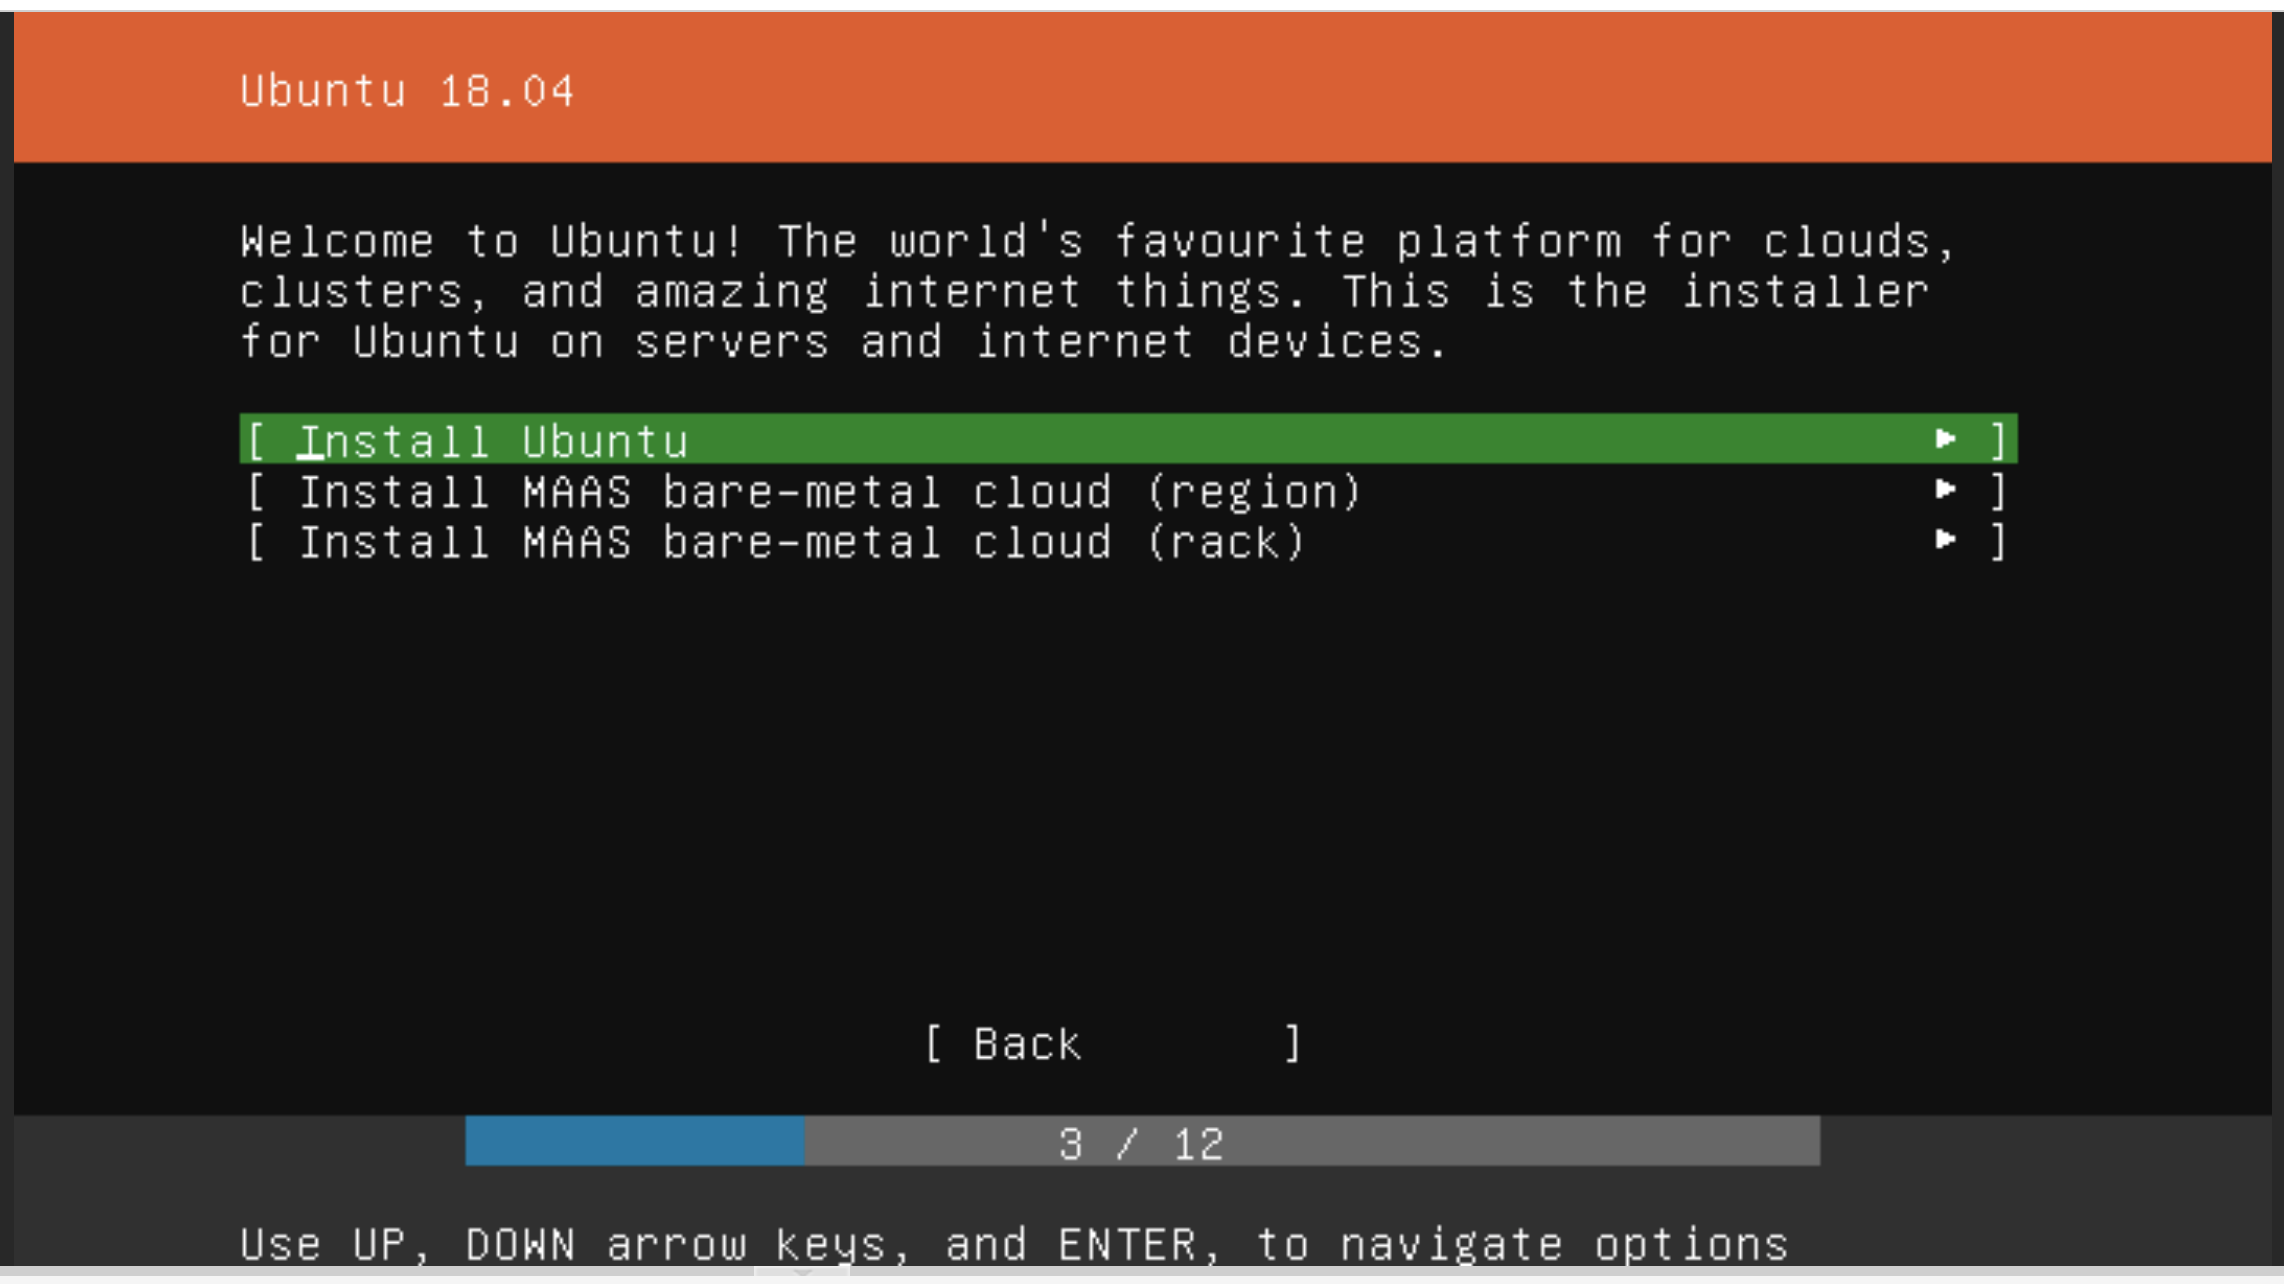 Ubuntu 18.04
Welcome to Ubuntu! The world's favourite platform for clouds,
clusters, and amazing internet things. This is the installer
for Ubuntu on servers and internet devices.
[ Install Ubuntu ► ]
[ Install MAAS bare-metal cloud (region) ► ]
[ Install MAAS bare-metal cloud (rack) ► ]
[ Back ]
3 / 12
Use UP, DOWN arrow keys, and ENTER, to navigate options